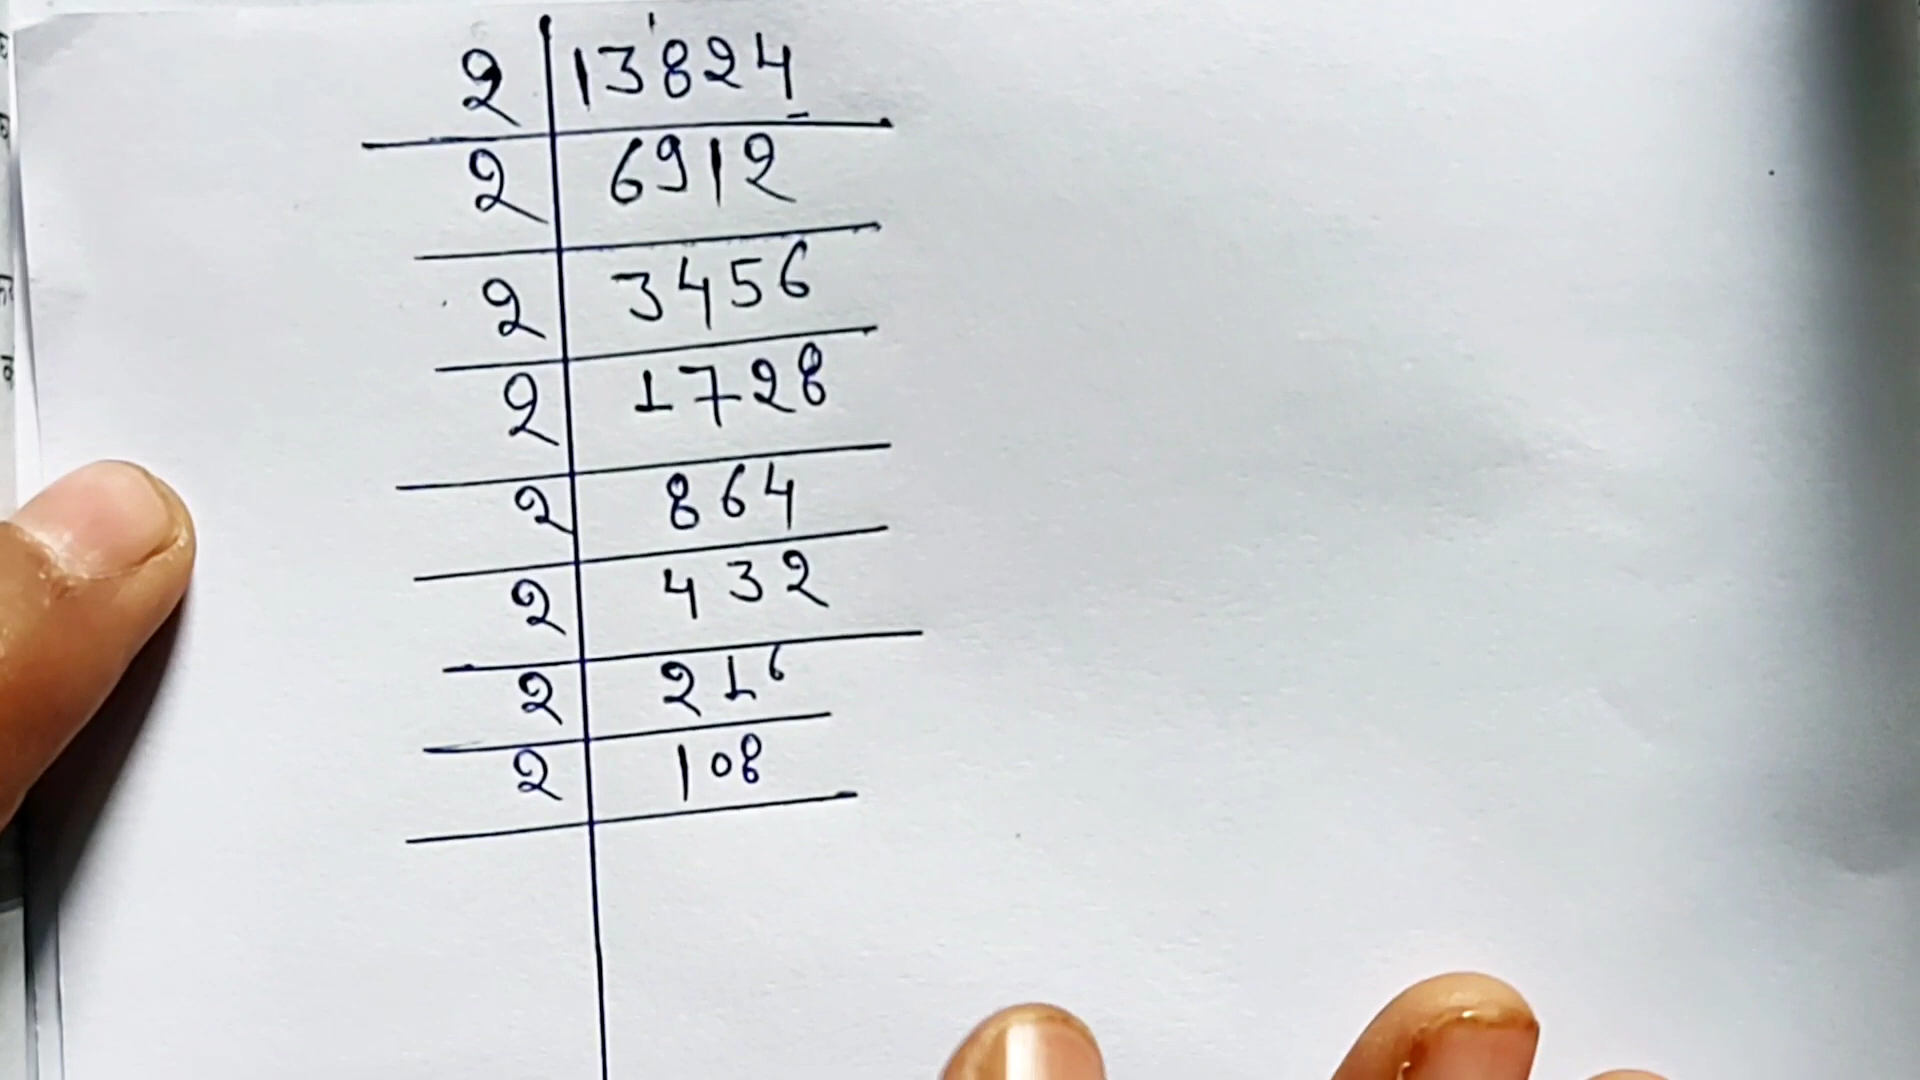 2 | 13824
2 | 6912
2 | 3456
2 | 1728
2 | 864
2 | 432
2 | 216
2 | 108